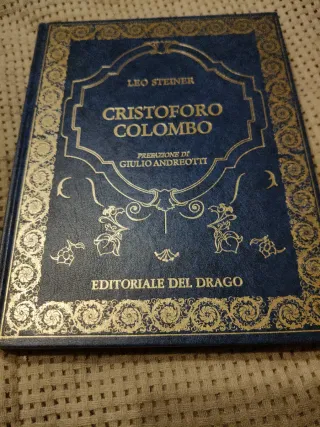 LEO STEINER
CRISTOFORO
COLOMBO
PREFAZIONE DI
GIULIO ANDREOTTI
EDITORIALE DEL DRAGO